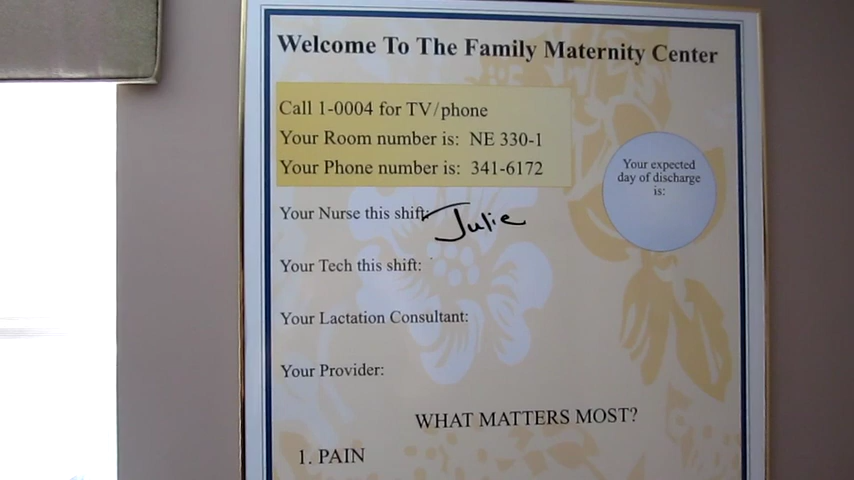 Welcome To The Family Maternity Center
Call 1-0004 for TV/phone
Your Room number is: NE 330-1
Your Phone number is: 341-6172
Your expected
day of discharge
is:
Your Nurse this shift: Julie
Your Tech this shift:
Your Lactation Consultant:
Your Provider:
WHAT MATTERS MOST?
1. PAIN